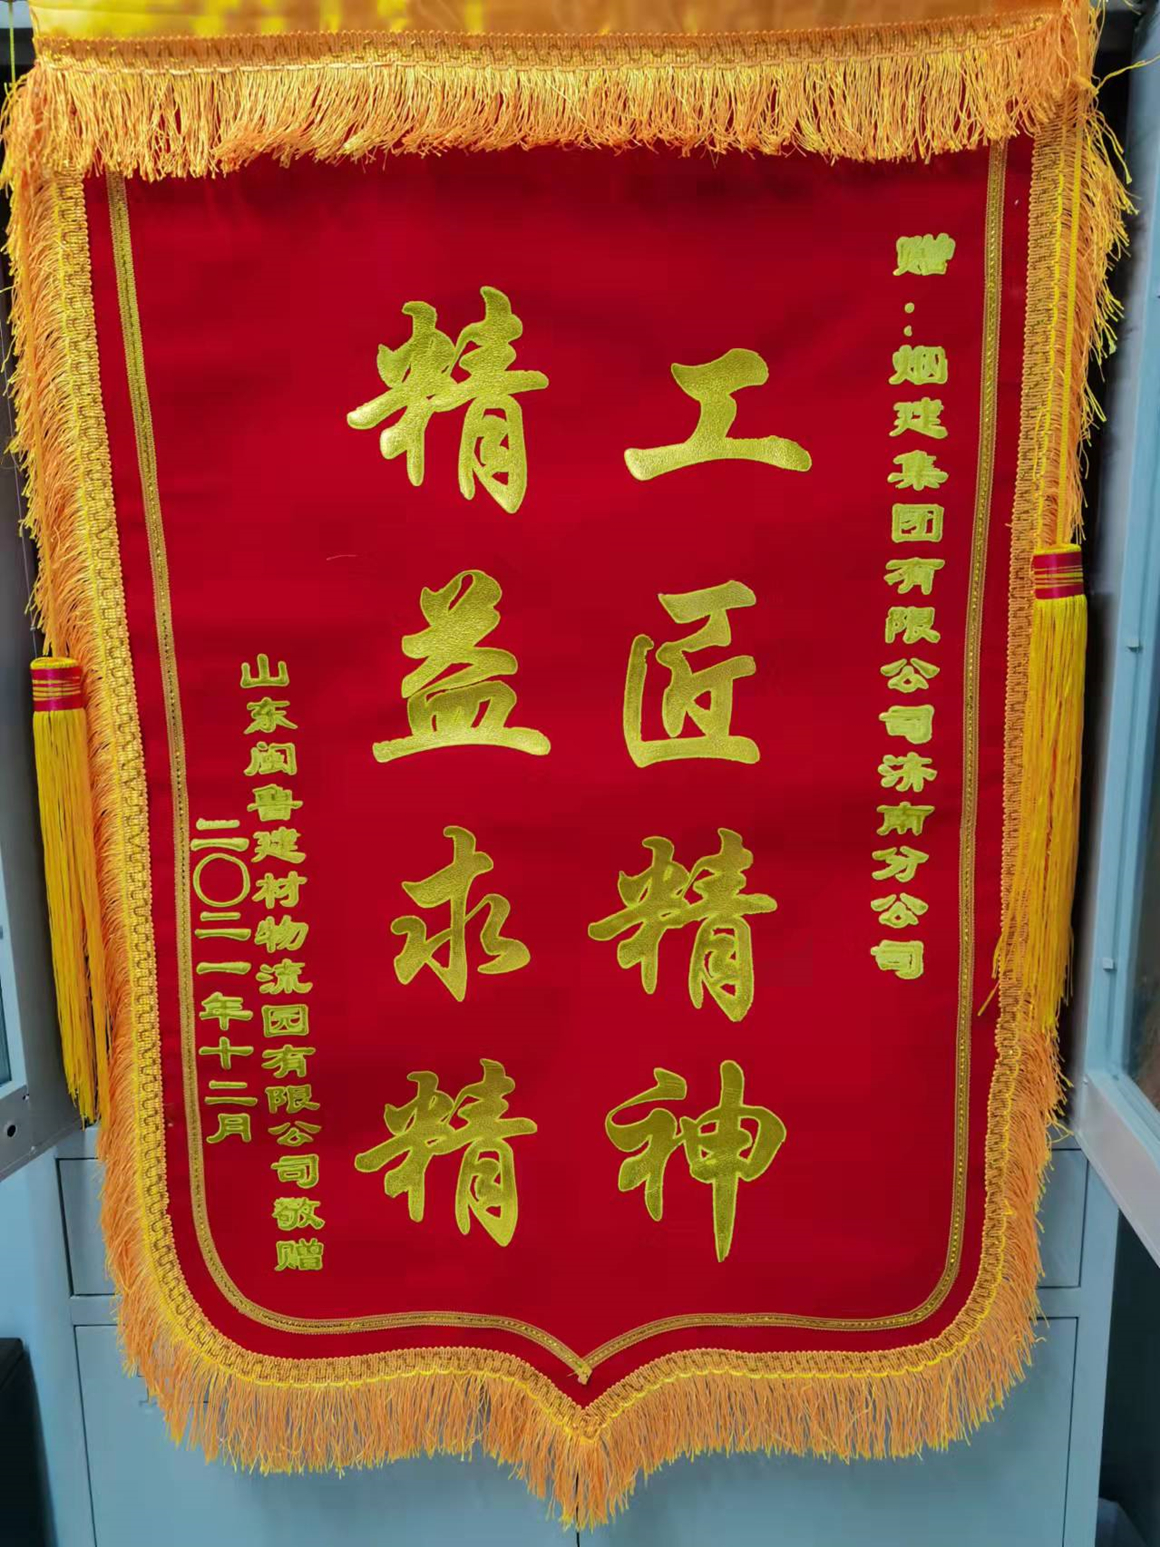 赠：烟建集团有限公司济南分公司
工匠精神
精益求精
山东闽鲁建材物流园有限公司敬赠
二〇二一年十二月